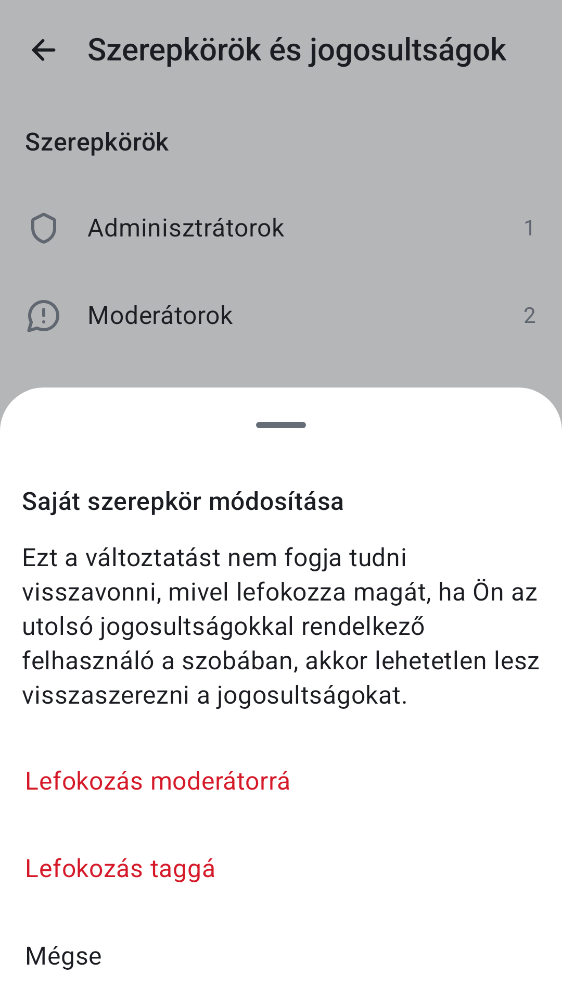 Szerepkörök és jogosultságok
Szerepkörök
Adminisztrátorok 1
Moderátorok 2
Saját szerepkör módosítása
Ezt a változtatást nem fogja tudni
visszavonni, mivel lefokozza magát, ha Ön az
utolsó jogosultságokkal rendelkező
felhasználó a szobában, akkor lehetetlen lesz
visszaszerezni a jogosultságokat.
Lefokozás moderátorrá
Lefokozás taggá
Mégse